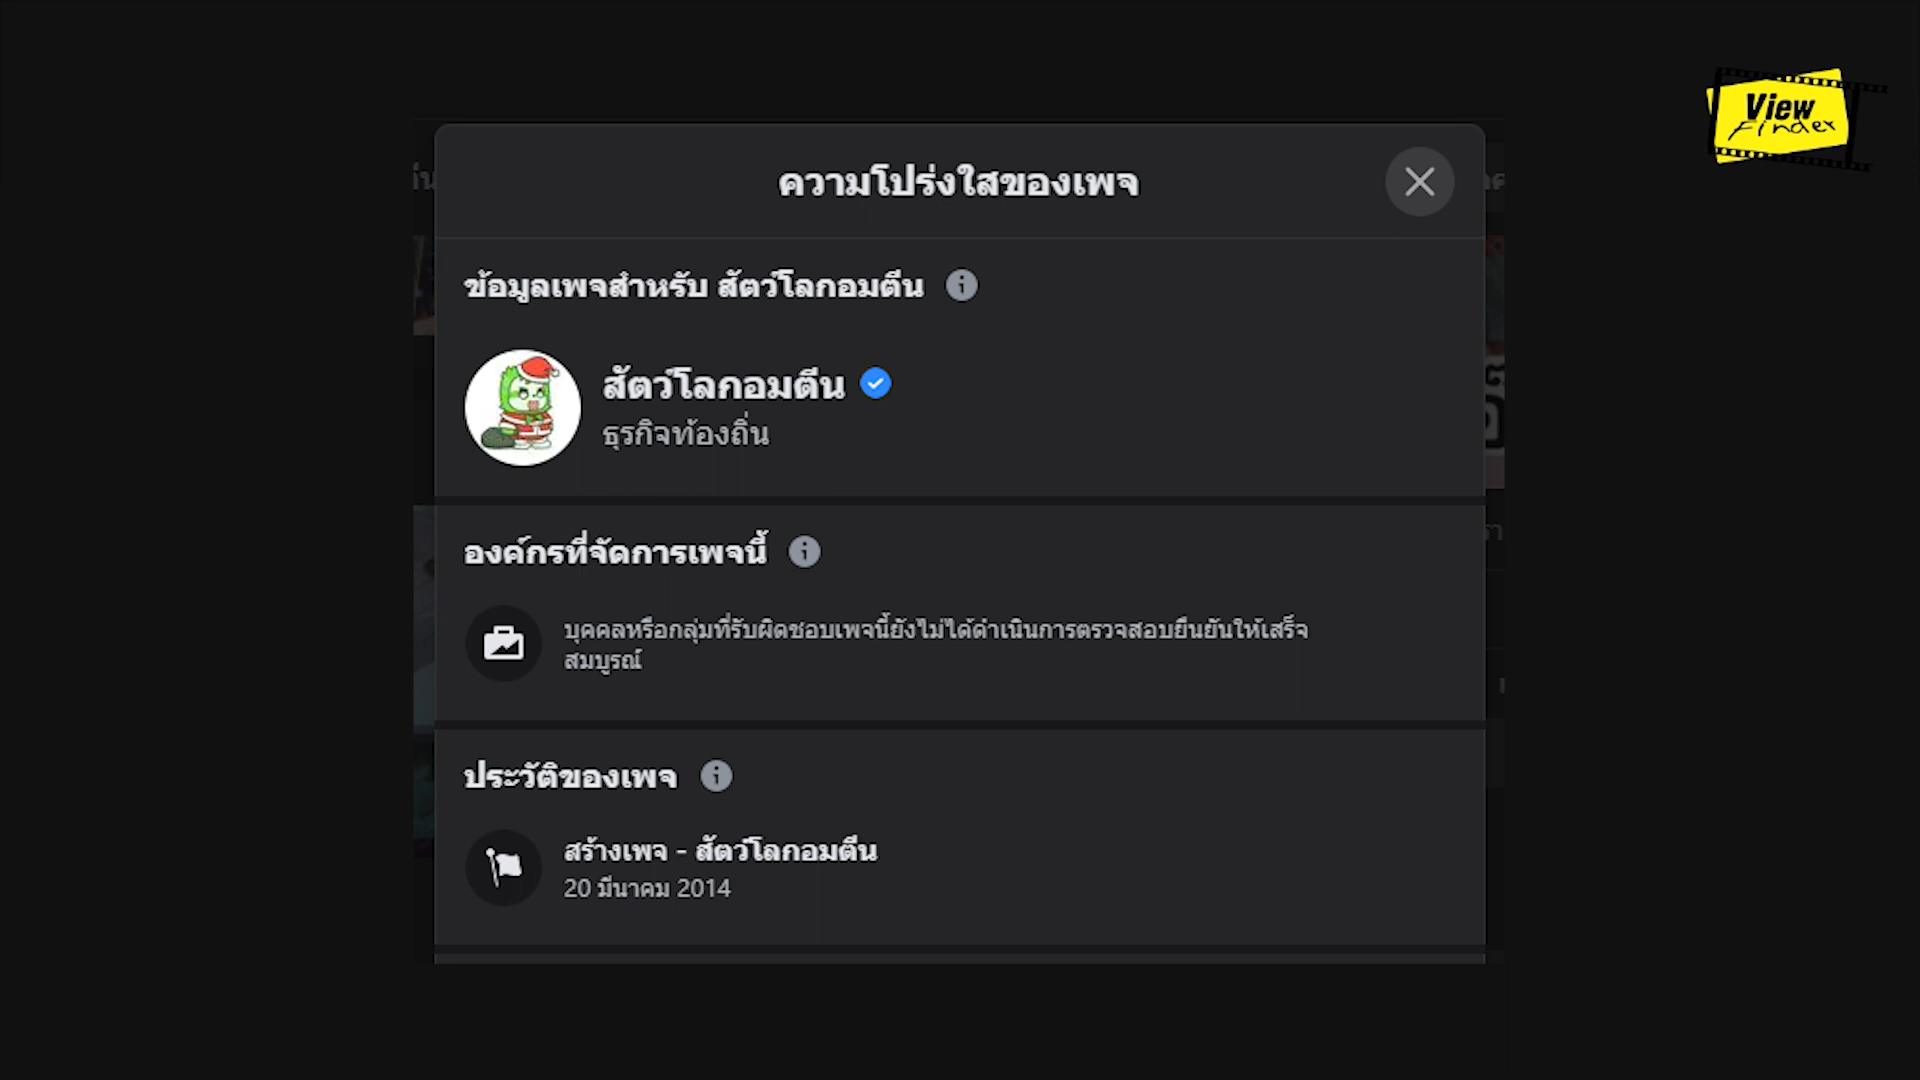 View
Finder
ความโปร่งใสของเพจ
ข้อมูลเพจสำหรับ สัตว์โลกอมตีน
สัตว์โลกอมตีน
ธุรกิจท้องถิ่น
องค์กรที่จัดการเพจนี้
บุคคลหรือกลุ่มที่รับผิดชอบเพจนี้ยังไม่ได้ดำเนินการตรวจสอบยืนยันให้เสร็จ
สมบูรณ์
ประวัติของเพจ
สร้างเพจ - สัตว์โลกอมตีน
20 มีนาคม 2014